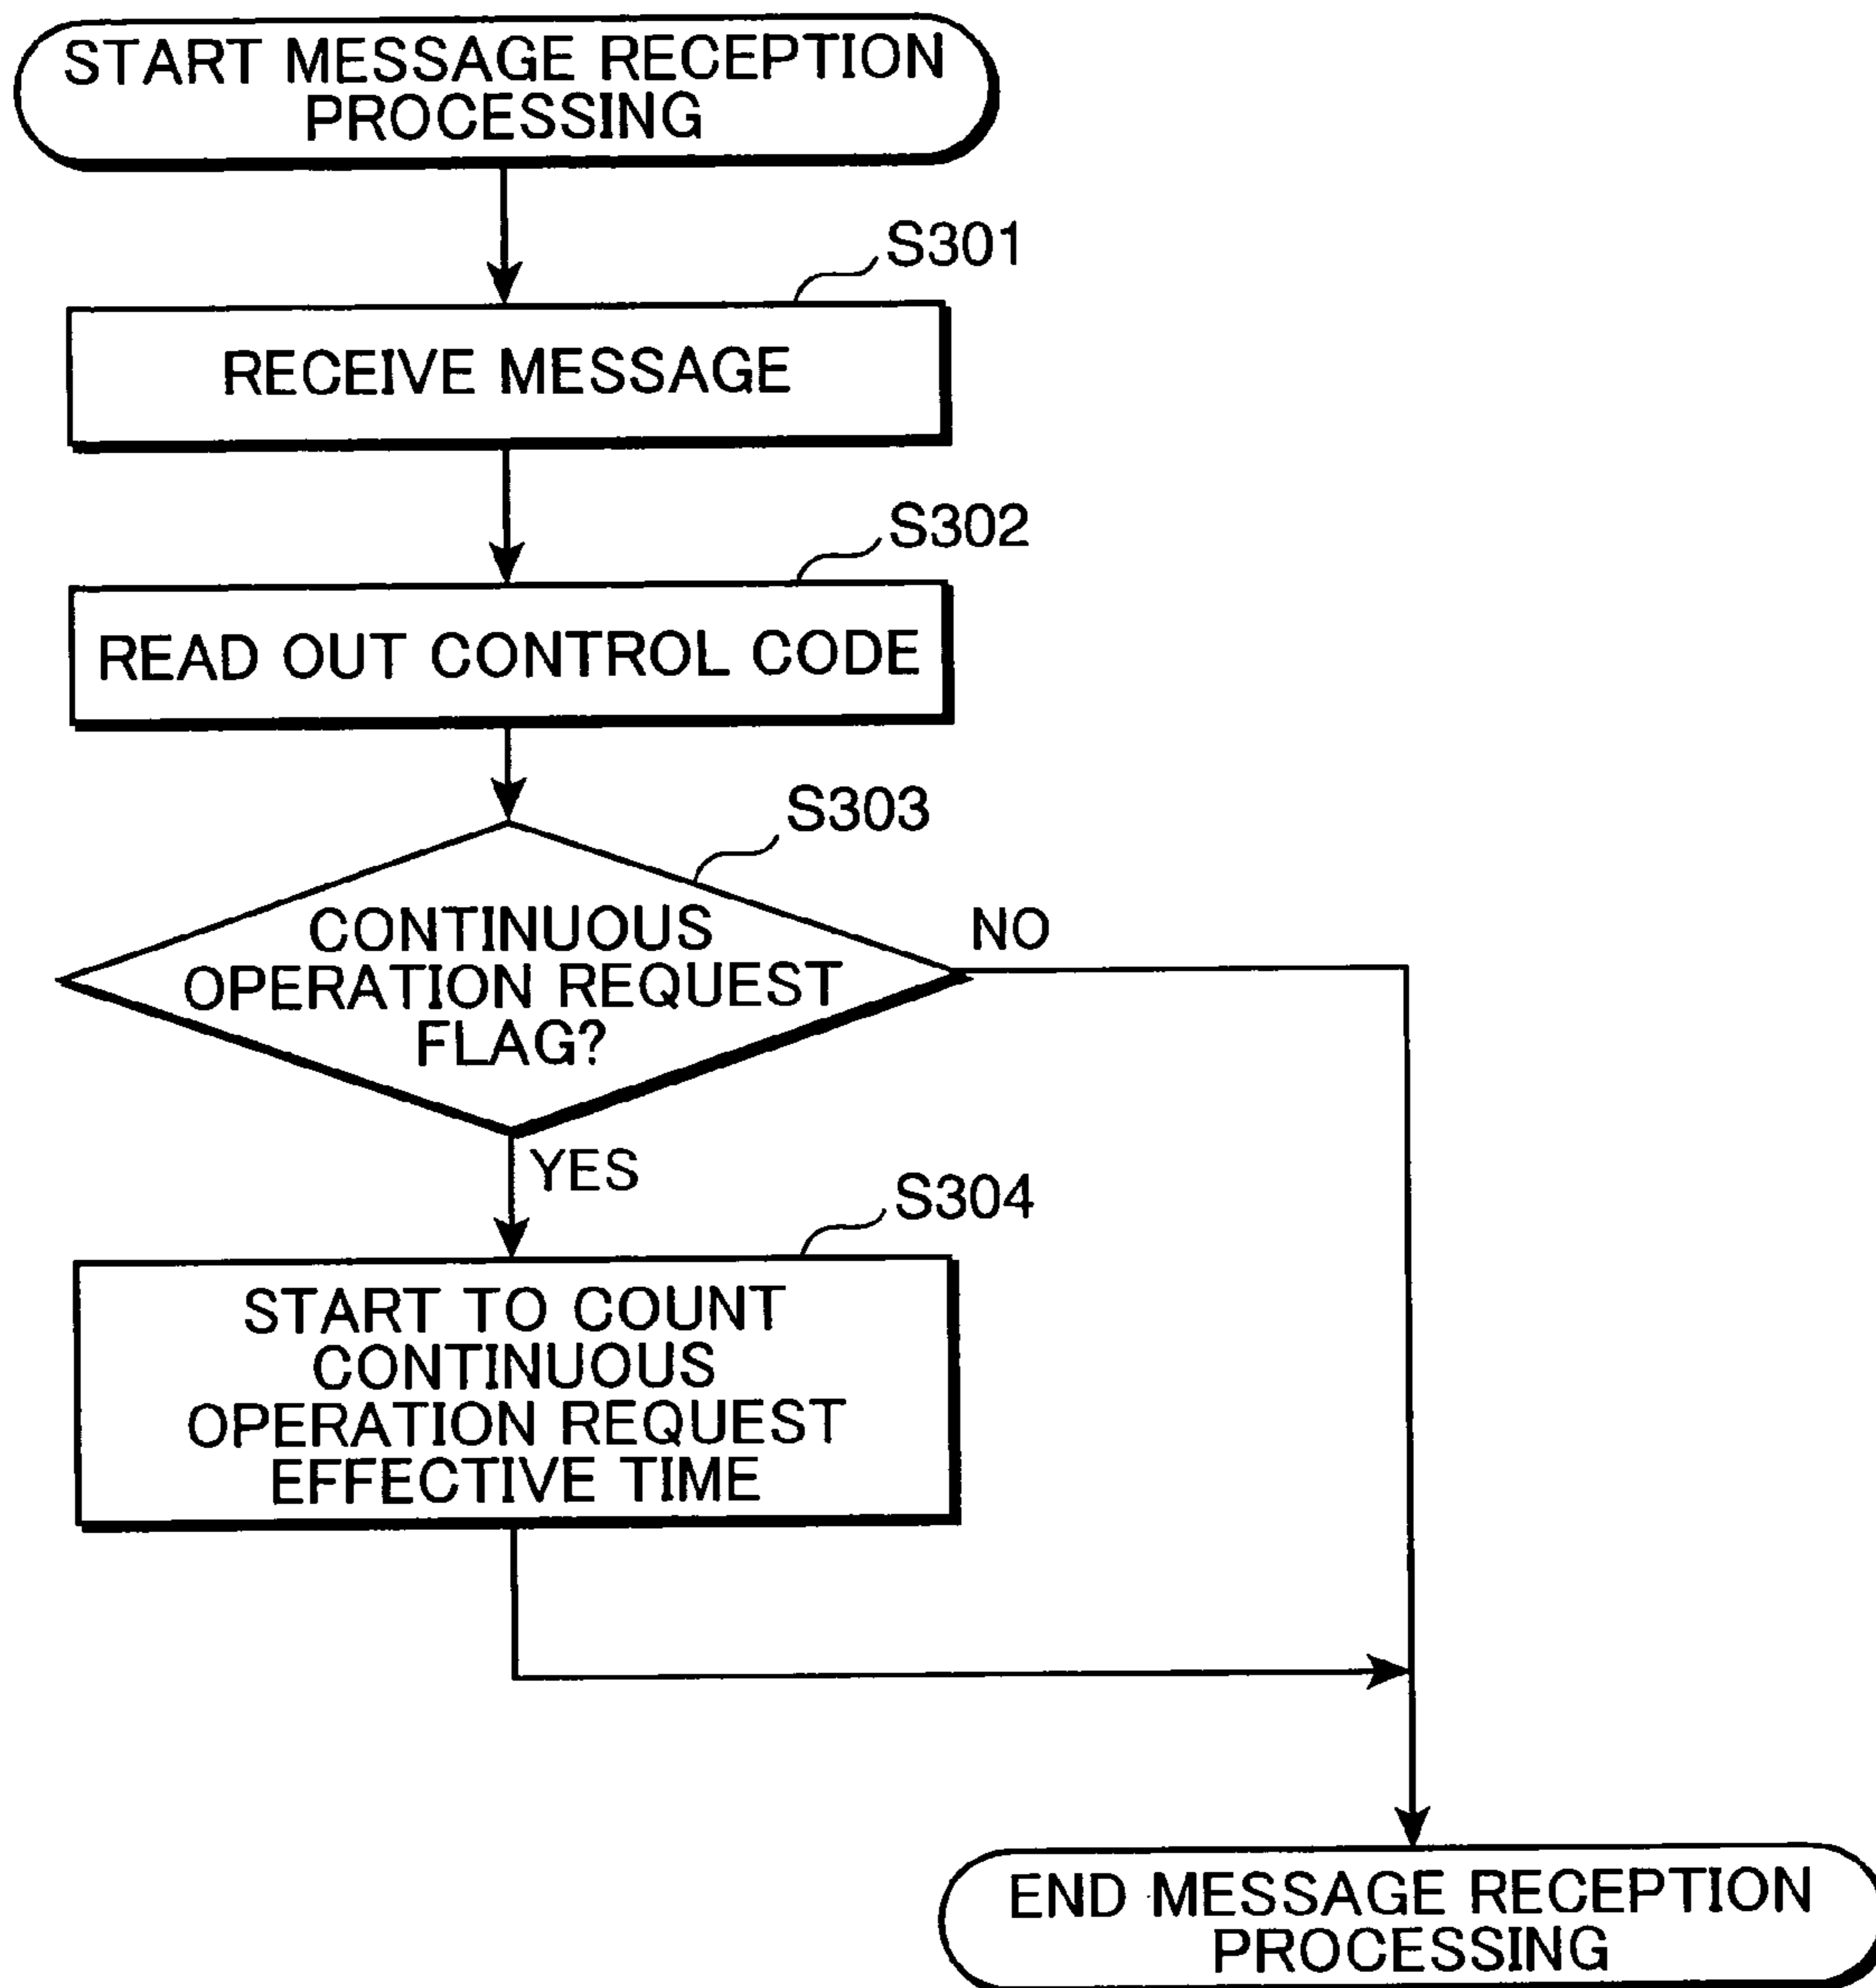 START MESSAGE RECEPTION
PROCESSING
S301
RECEIVE MESSAGE
S302
READ OUT CONTROL CODE
S303
CONTINUOUS
OPERATION REQUEST
FLAG?
NO
YES
S304
START TO COUNT
CONTINUOUS
OPERATION REQUEST
EFFECTIVE TIME
END MESSAGE RECEPTION
PROCESSING